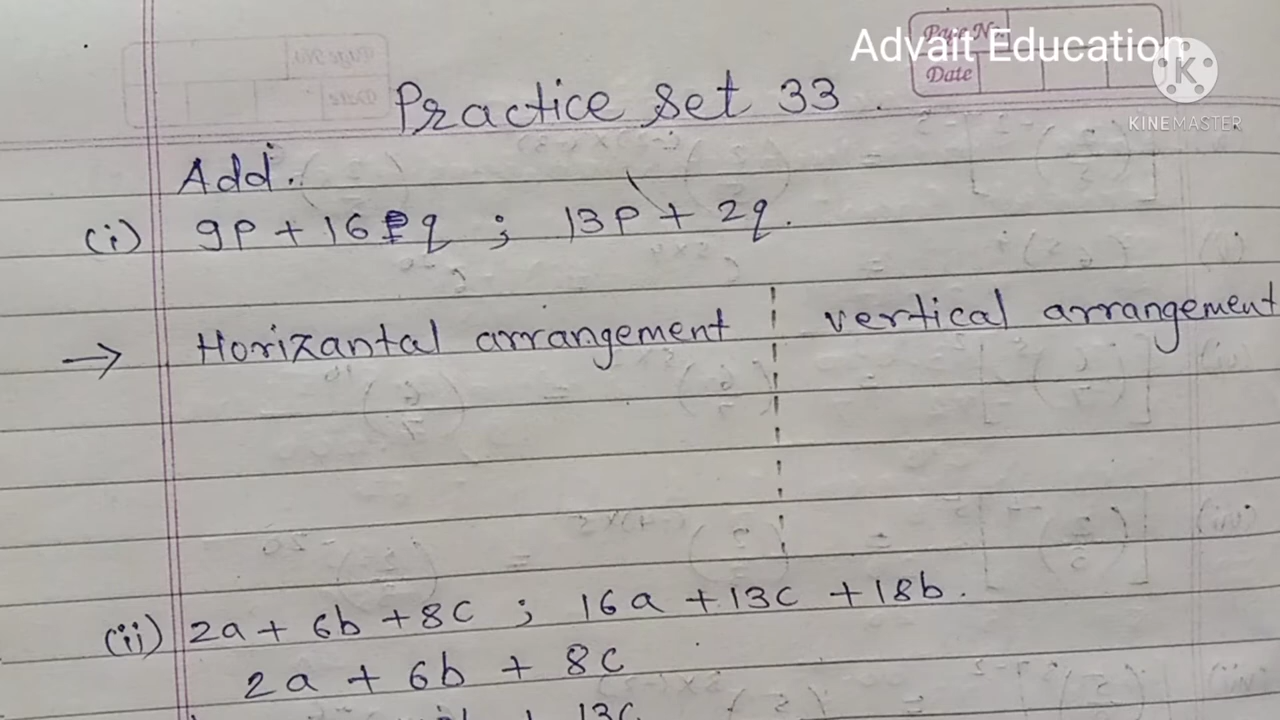 Advait Education
Page No
Date
KINEMASTER
Practice set 33.
Add.
(i) 9p + 16q ; 13p + 2q.
→ Horizantal arrangement vertical arrangement
(ii) 2a + 6b + 8c ; 16a + 13c + 18b.
2a + 6b + 8c
13c